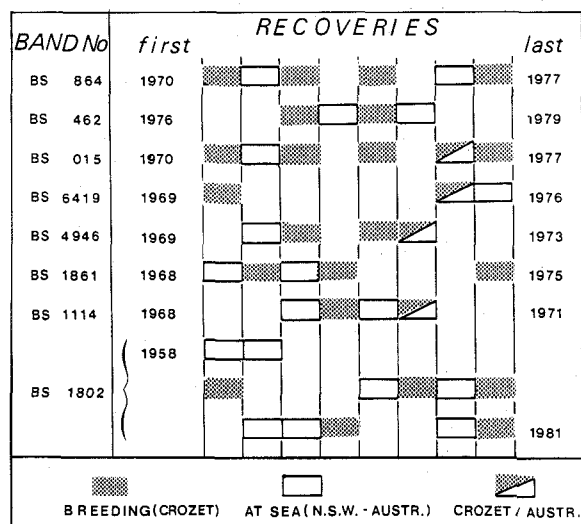 RECOVERIES
BAND No first last
BS 864 1970 1977
BS 462 1976 1979
BS 015 1970 1977
BS 6419 1969 1976
BS 4946 1969 1973
BS 1861 1968 1975
BS 1114 1968 1971
1958
BS 1802
1981
BREEDING (CROZET) AT SEA (N.S.W. - AUSTR.) CROZET / AUSTR.